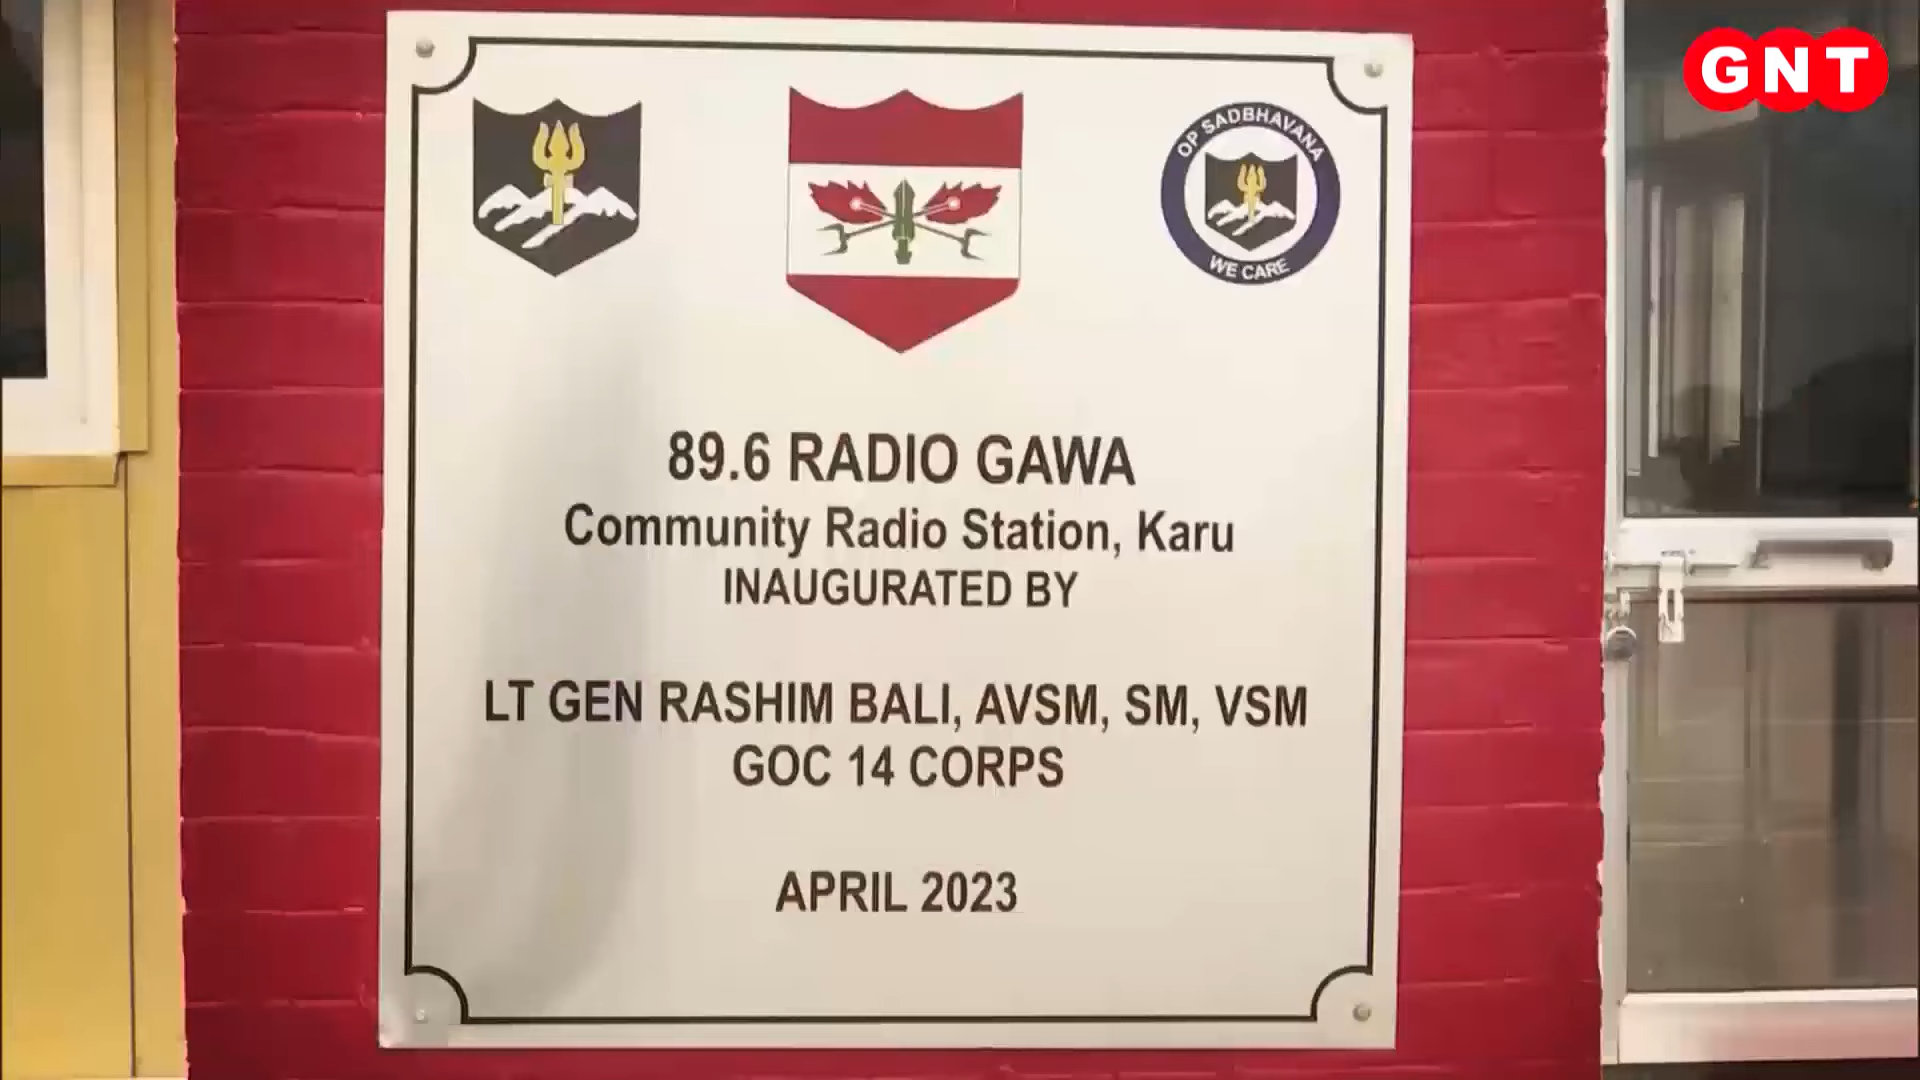 GNT
OP SADBHAVANA
WE CARE
89.6 RADIO GAWA
Community Radio Station, Karu
INAUGURATED BY
LT GEN RASHIM BALI, AVSM, SM, VSM
GOC 14 CORPS
APRIL 2023